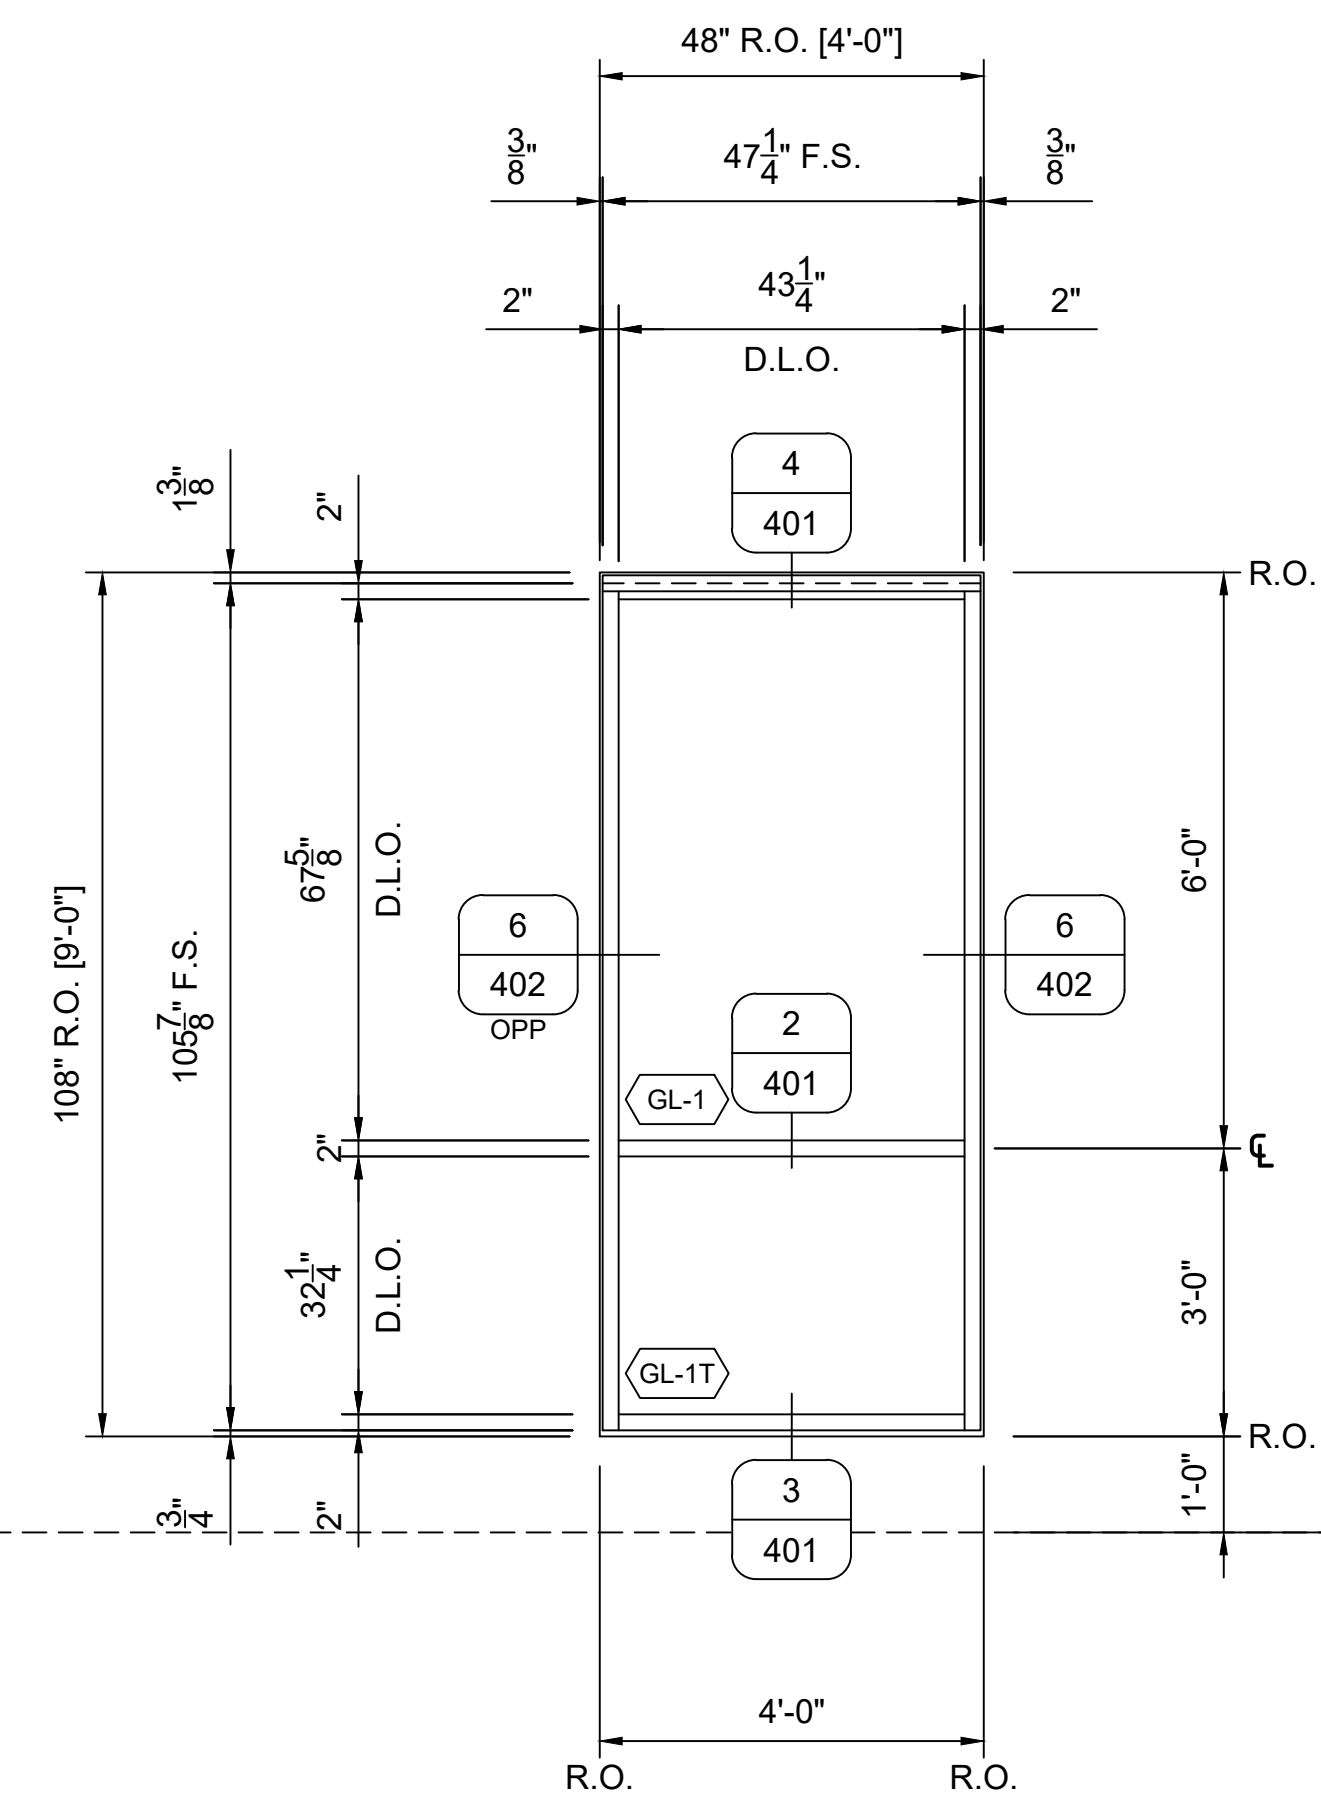 48" R.O. [4'-0"]
3/8" 47 1/4" F.S. 3/8"
2" 43 1/4" 2"
D.L.O.
4
401
1 3/8" 2"
R.O.
108" R.O. [9'-0"]
105 7/8" F.S.
67 5/8" D.L.O.
6'-0"
6
402
OPP
6
402
2
401
GL-1
2"
℄
32 1/4" D.L.O.
3'-0"
GL-1T
R.O.
3/4" 2"
1'-0"
3
401
4'-0"
R.O. R.O.